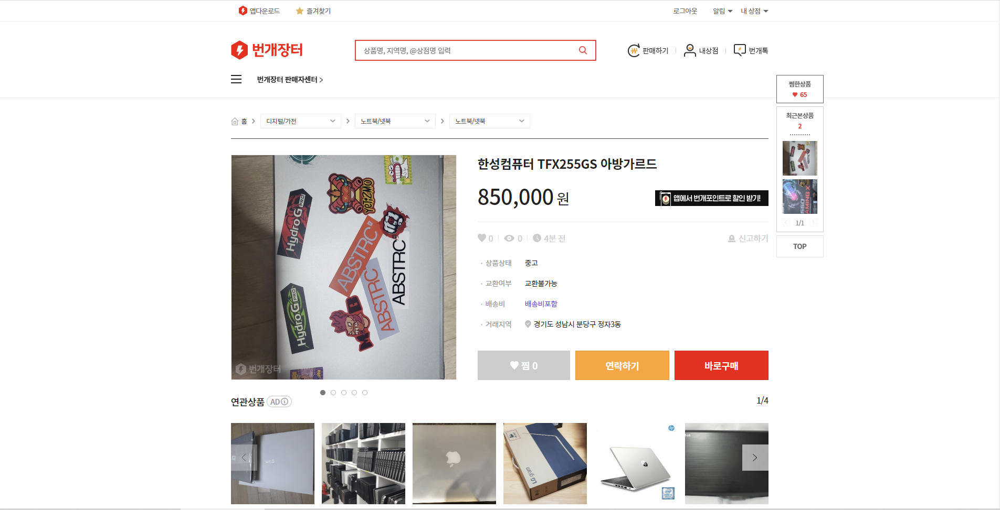 앱다운로드
즐겨찾기
로그아웃
알림
내 상점
번개장터
상품명, 지역명, @상점명 입력
판매하기
내상점
번개톡
번개장터 판매자센터
찜한상품
65
최근본상품
2
1/1
TOP
홈
디지털/가전
노트북/넷북
노트북/넷북
YeHZMO
HydroG PRO
ABSTRC
ABSTRC
ABSTRC
HydroG PRO
번개장터
한성컴퓨터 TFX255GS 아방가르드
850,000 원
앱에서 번개포인트로 할인 받기!
0
0
4분 전
신고하기
상품상태 중고
교환여부 교환불가능
배송비 배송비포함
거래지역 경기도 성남시 분당구 정자3동
찜 0
연락하기
바로구매
연관상품 AD
1/4
LG gram
hp
LG